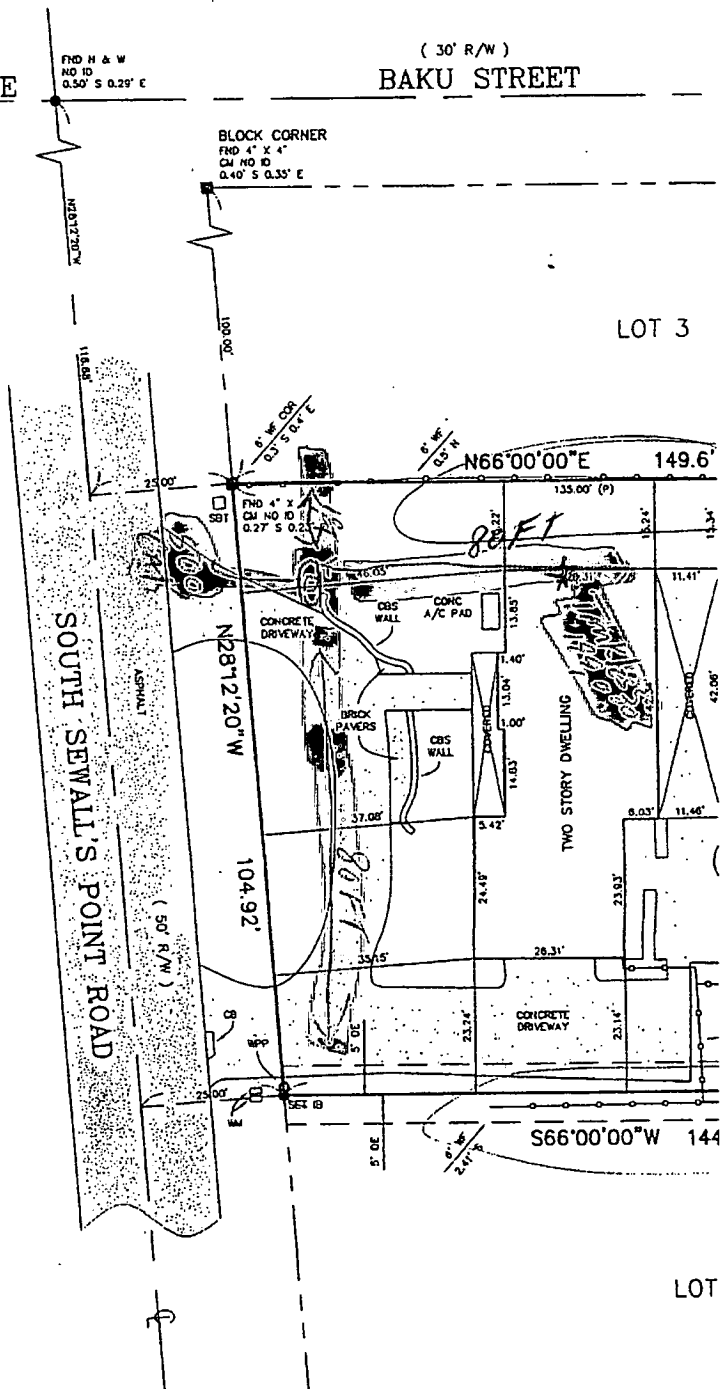 FND H & W
NO ID
0.50' S 0.29' E
E
( 30' R/W )
BAKU STREET
BLOCK CORNER
FND 4" X 4"
CM NO ID
0.40' S 0.35' E
N28°12'20"W
118.68'
100.00'
LOT 3
6' WF COR
0.3' S 0.4' E
6' WF
0.5' N
N66°00'00"E
149.6'
135.00' (P)
25.00'
SBT
FND 4" X
CM NO ID
0.27' S
80 FT
46.05'
11.41'
CONCRETE
DRIVEWAY
CBS
WALL
CONC
A/C PAD
13.85'
1.40'
13.04'
1.00'
14.83'
COVERED
COVERED
42.06'
BRICK
PAVERS
CBS
WALL
N28°12'20"W
ASPHALT
SOUTH SEWALL'S POINT ROAD
( 50' R/W )
TWO STORY DWELLING
37.08'
5.42'
6.03'
11.46'
80 FT
104.92'
24.49'
23.93'
26.31'
CONCRETE
DRIVEWAY
23.24'
23.14'
5' OE
CB
WPP
25.00'
WM
5' OE
6' WF
S66°00'00"W
144
LOT